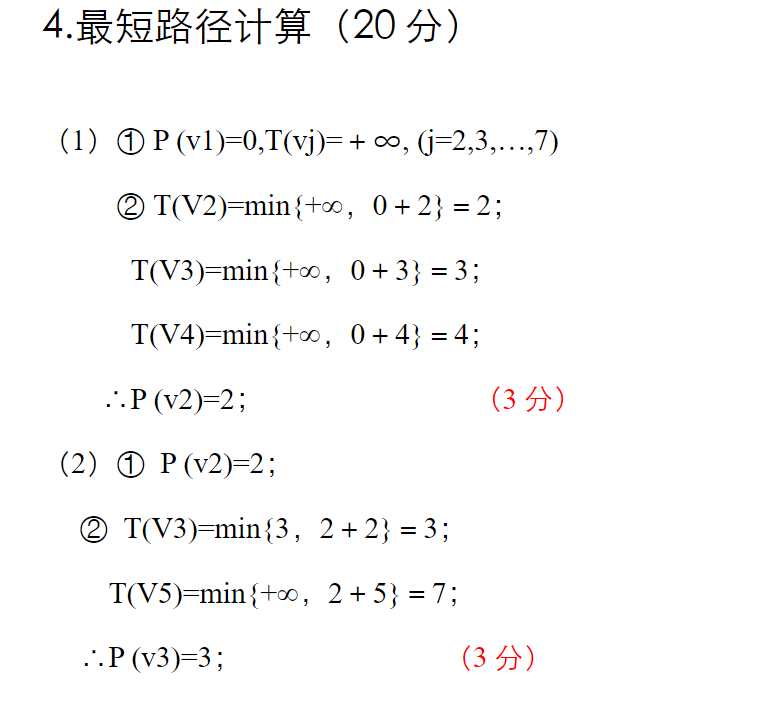 4.最短路径计算（20 分）
（1）① P (v1)=0,T(vj)=＋∞, (j=2,3,…,7)
② T(V2)=min{+∞，0＋2}＝2；
T(V3)=min{+∞，0＋3}＝3；
T(V4)=min{+∞，0＋4}＝4；
∴P (v2)=2； （3 分）
（2）① P (v2)=2；
② T(V3)=min{3，2＋2}＝3；
T(V5)=min{+∞，2＋5}＝7；
∴P (v3)=3； （3 分）